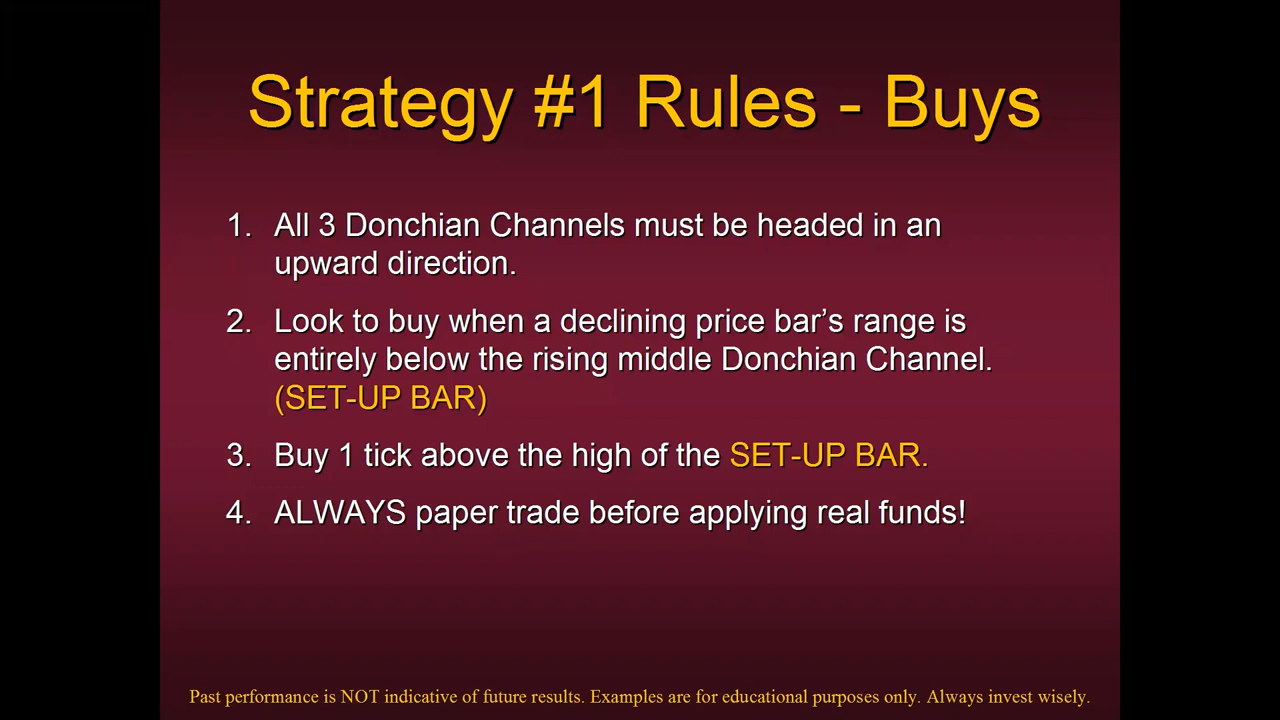 Strategy #1 Rules - Buys
1. All 3 Donchian Channels must be headed in an
upward direction.
2. Look to buy when a declining price bar’s range is
entirely below the rising middle Donchian Channel.
(SET-UP BAR)
3. Buy 1 tick above the high of the SET-UP BAR.
4. ALWAYS paper trade before applying real funds!
Past performance is NOT indicative of future results. Examples are for educational purposes only. Always invest wisely.